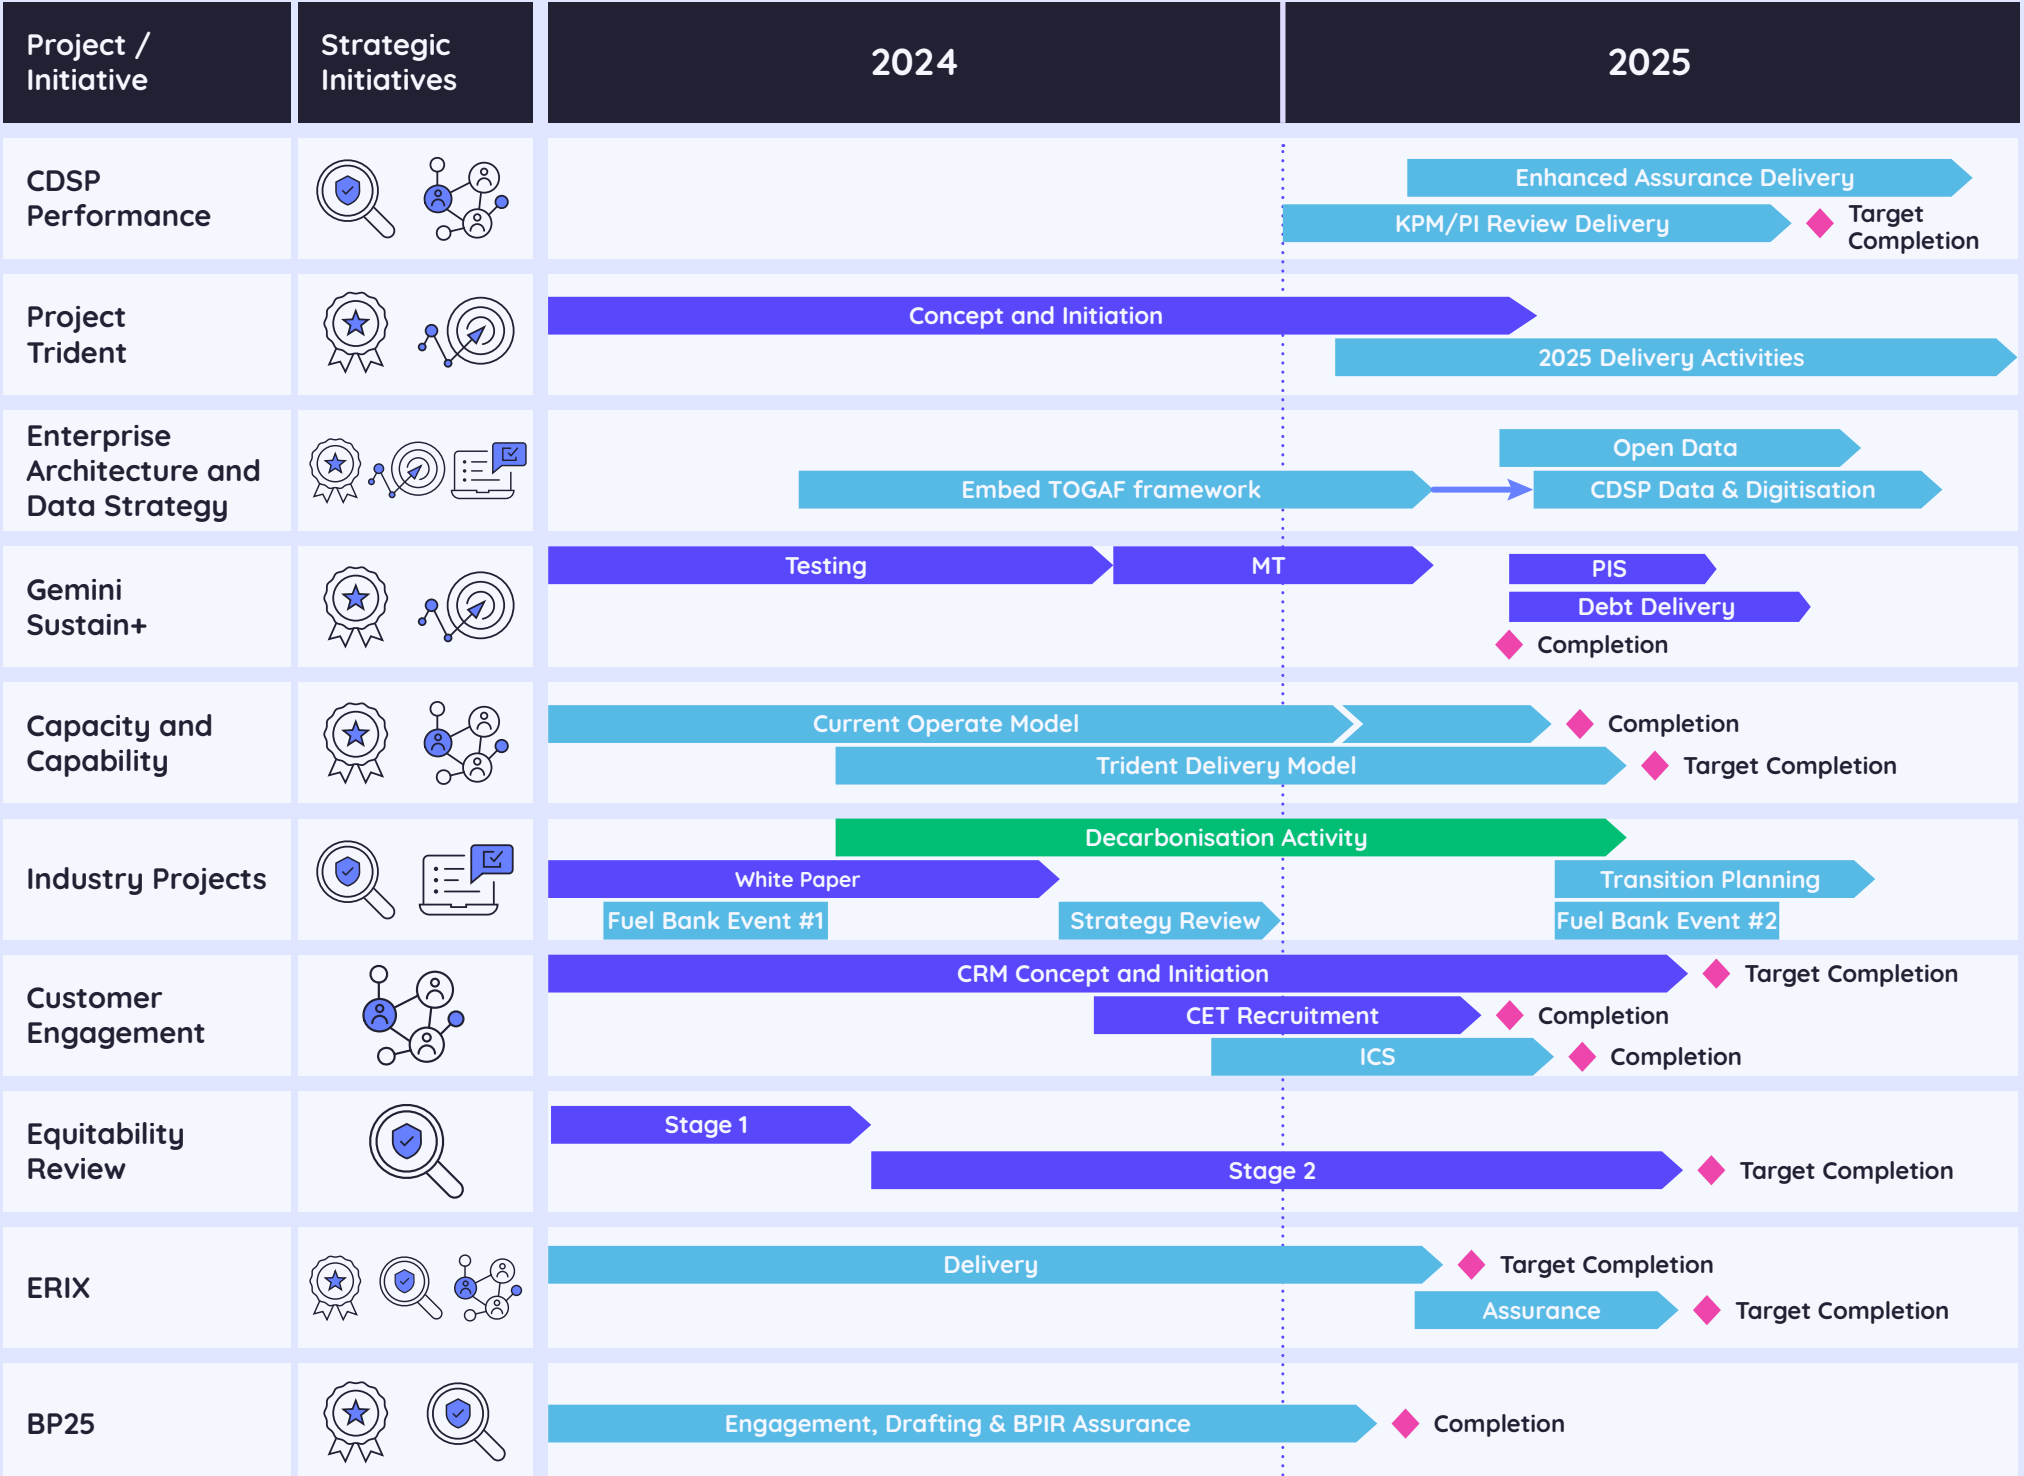 Project /
Initiative
Strategic
Initiatives
2024
2025
CDSP
Performance
Enhanced Assurance Delivery
KPM/PI Review Delivery
Target
Completion
Project
Trident
Concept and Initiation
2025 Delivery Activities
Enterprise
Architecture and
Data Strategy
Open Data
Embed TOGAF framework
CDSP Data & Digitisation
Gemini
Sustain+
Testing
MT
PIS
Debt Delivery
Completion
Capacity and
Capability
Current Operate Model
Completion
Trident Delivery Model
Target Completion
Industry Projects
Decarbonisation Activity
White Paper
Transition Planning
Fuel Bank Event #1
Strategy Review
Fuel Bank Event #2
Customer
Engagement
CRM Concept and Initiation
Target Completion
CET Recruitment
Completion
ICS
Completion
Equitability
Review
Stage 1
Stage 2
Target Completion
ERIX
Delivery
Target Completion
Assurance
Target Completion
BP25
Engagement, Drafting & BPIR Assurance
Completion